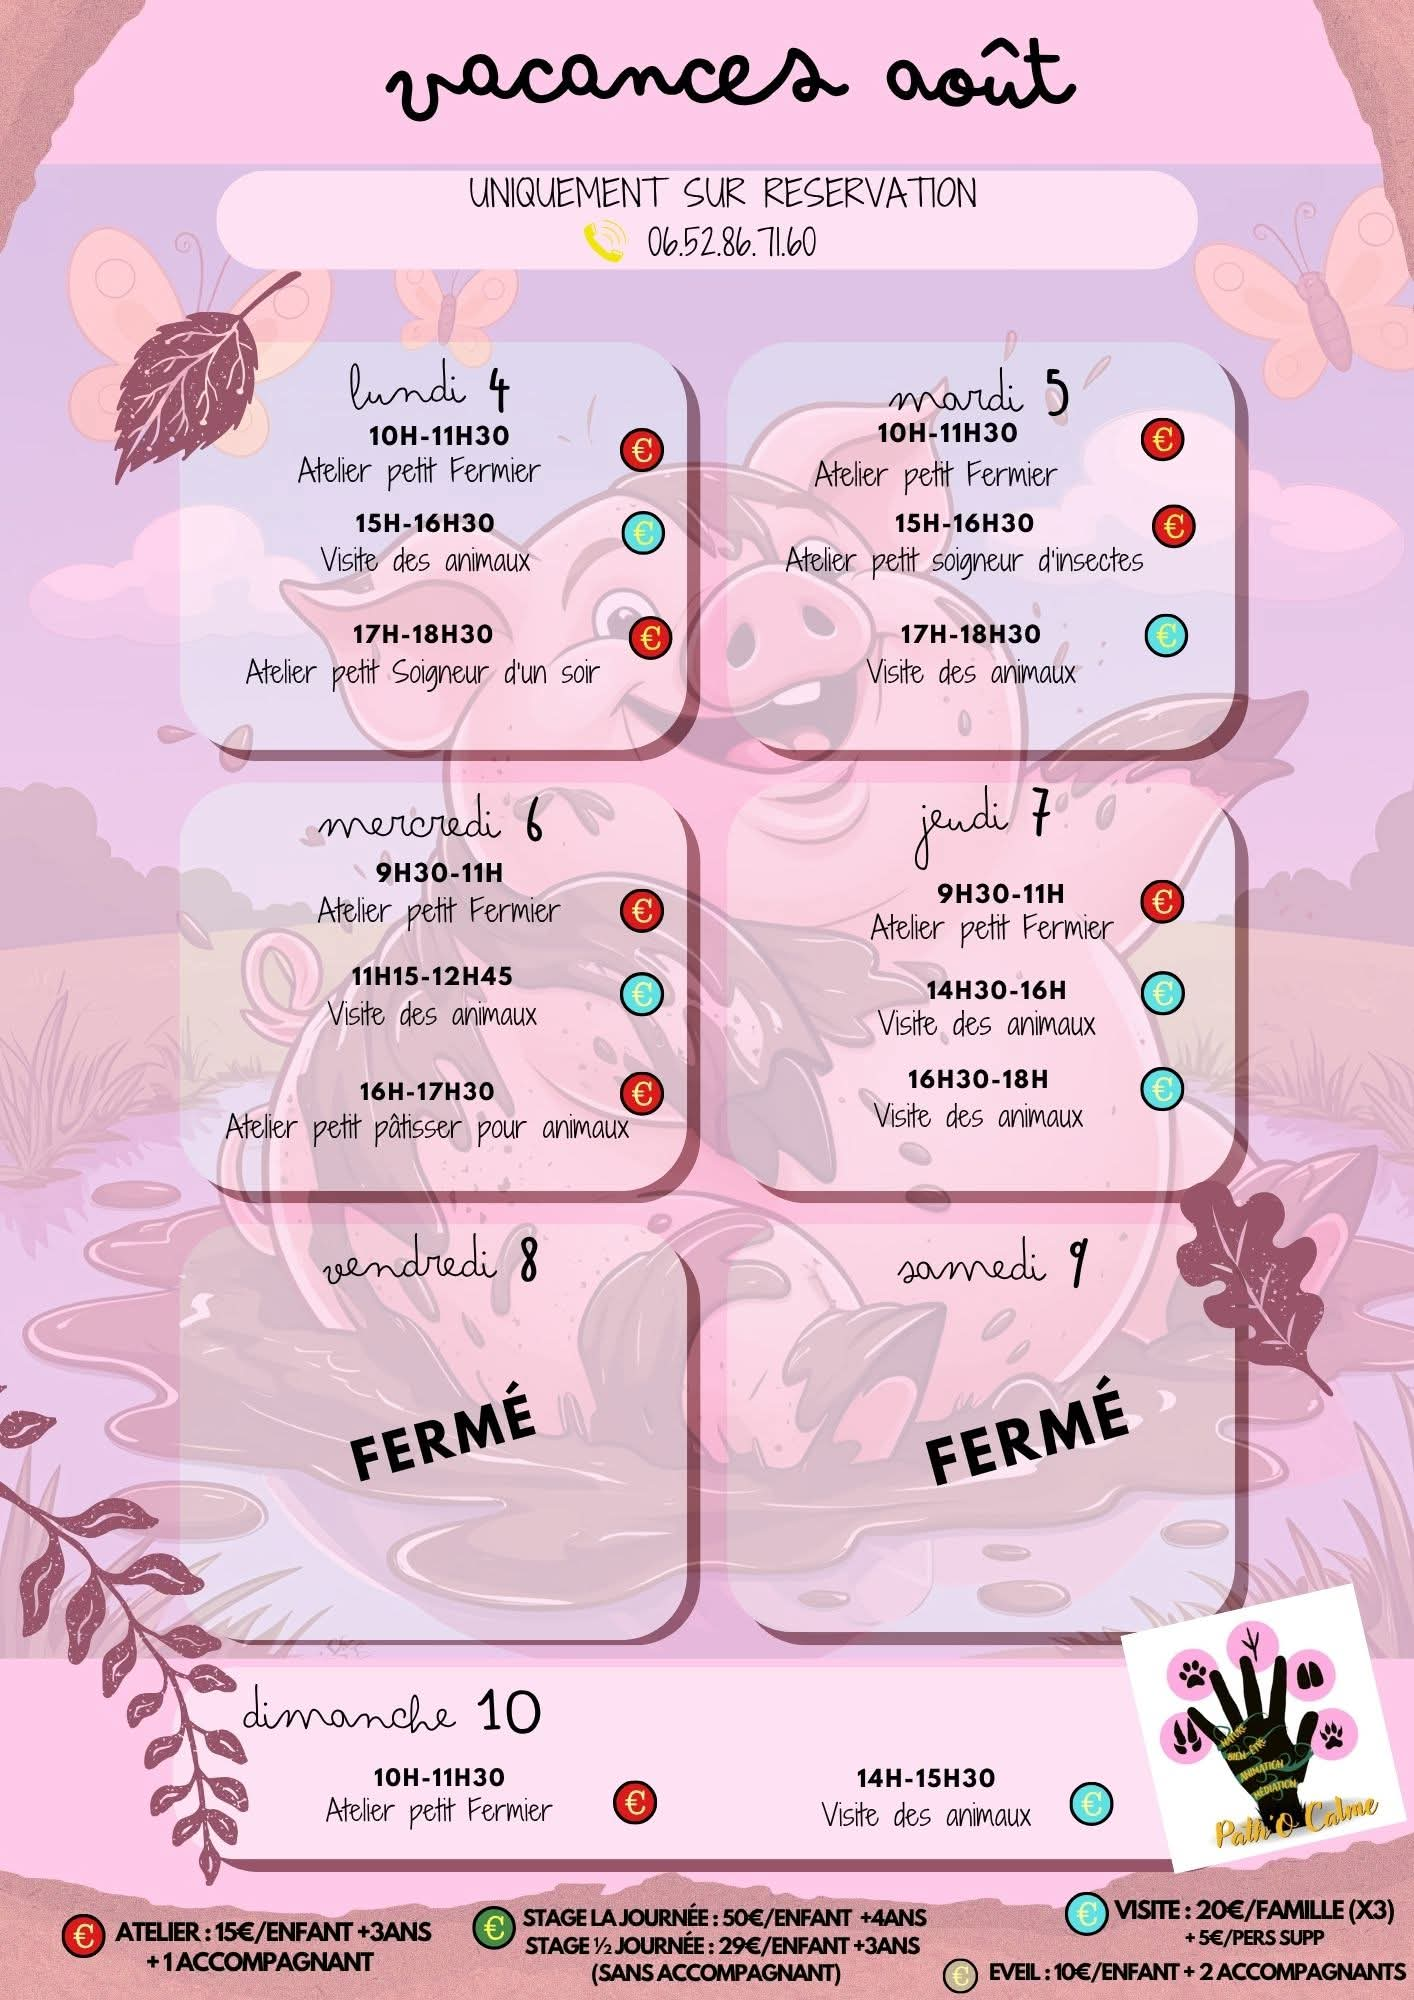 vacances août
UNIQUEMENT SUR RESERVATION
06.52.86.71.60
lundi 4
10H-11H30
Atelier petit Fermier
€
15H-16H30
Visite des animaux
€
17H-18H30
Atelier petit Soigneur d'un soir
€
mardi 5
10H-11H30
Atelier petit Fermier
€
15H-16H30
Atelier petit soigneur d'insectes
€
17H-18H30
Visite des animaux
€
mercredi 6
9H30-11H
Atelier petit Fermier
€
11H15-12H45
Visite des animaux
€
16H-17H30
Atelier petit pâtisser pour animaux
€
jeudi 7
9H30-11H
Atelier petit Fermier
€
14H30-16H
Visite des animaux
€
16H30-18H
Visite des animaux
€
vendredi 8
FERMÉ
samedi 9
FERMÉ
dimanche 10
10H-11H30
Atelier petit Fermier
€
14H-15H30
Visite des animaux
€
NATURE
BIEN-ÊTRE
ANIMATION
MÉDIATION
Path'O Calme
€ ATELIER : 15€/ENFANT +3ANS
+ 1 ACCOMPAGNANT
€ STAGE LA JOURNÉE : 50€/ENFANT +4ANS
STAGE ½ JOURNÉE : 29€/ENFANT +3ANS
(SANS ACCOMPAGNANT)
€ VISITE : 20€/FAMILLE (X3)
+ 5€/PERS SUPP
€ EVEIL : 10€/ENFANT + 2 ACCOMPAGNANTS